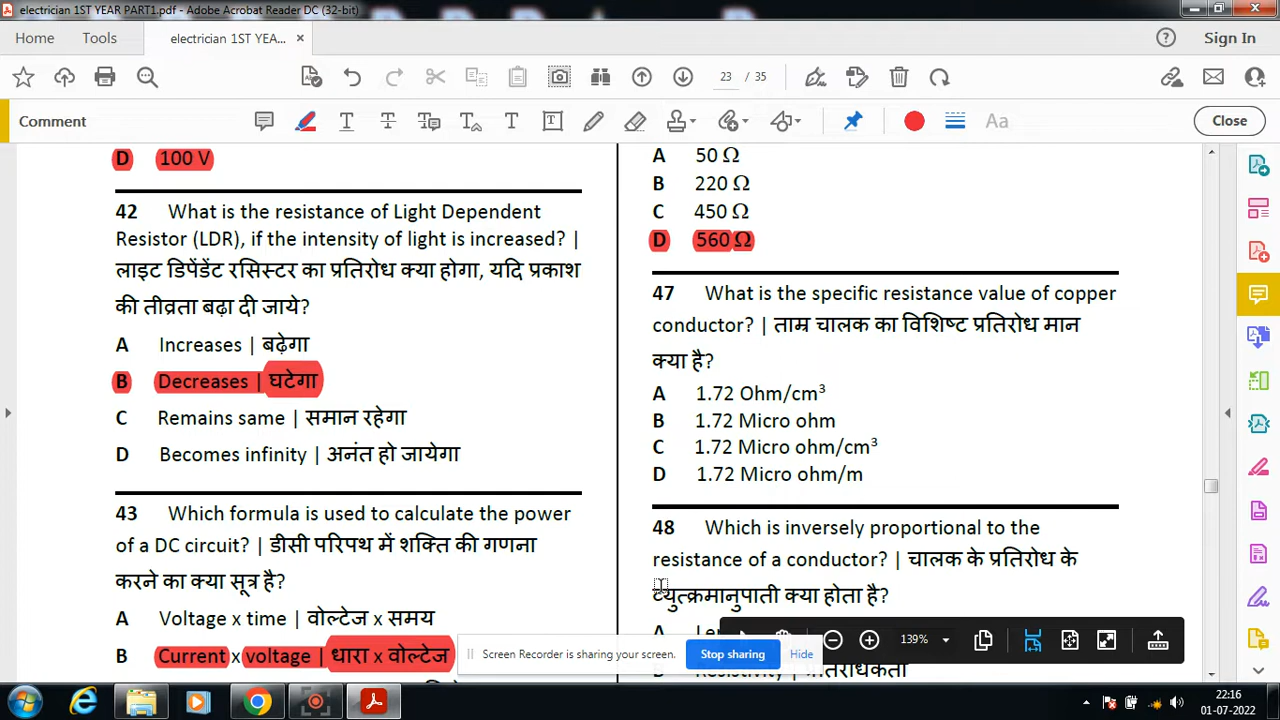 electrician 1ST YEAR PART1.pdf - Adobe Acrobat Reader DC (32-bit)
Home Tools electrician 1ST YEA... × Sign In
23 / 35
Comment Aa Close
D 100 V
42 What is the resistance of Light Dependent
Resistor (LDR), if the intensity of light is increased? |
लाइट डिपेंडेंट रसिस्टर का प्रतिरोध क्या होगा, यदि प्रकाश
की तीव्रता बढ़ा दी जाये?
A Increases | बढ़ेगा
B Decreases | घटेगा
C Remains same | समान रहेगा
D Becomes infinity | अनंत हो जायेगा
43 Which formula is used to calculate the power
of a DC circuit? | डीसी परिपथ में शक्ति की गणना
करने का क्या सूत्र है?
A Voltage x time | वोल्टेज x समय
B Current x voltage | धारा x वोल्टेज
A 50 Ω
B 220 Ω
C 450 Ω
D 560 Ω
47 What is the specific resistance value of copper
conductor? | ताम्र चालक का विशिष्ट प्रतिरोध मान
क्या है?
A 1.72 Ohm/cm³
B 1.72 Micro ohm
C 1.72 Micro ohm/cm³
D 1.72 Micro ohm/m
48 Which is inversely proportional to the
resistance of a conductor? | चालक के प्रतिरोध के
व्युत्क्रमानुपाती क्या होता है?
A
139%
Screen Recorder is sharing your screen. Stop sharing Hide
22:16
01-07-2022